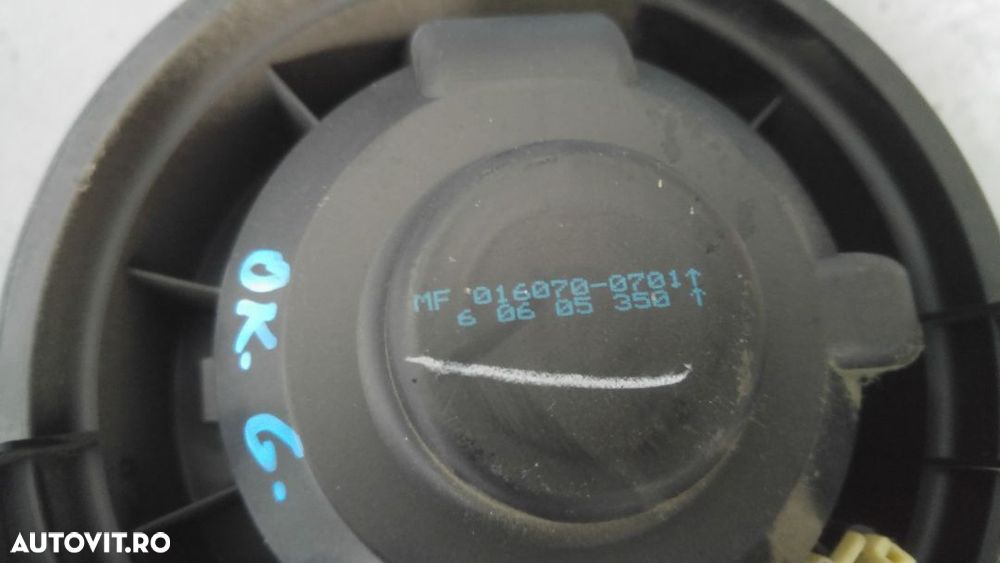 MF 016070-0701↑
6 06 05 350 ↑
OK. G.
AUTOVIT.RO